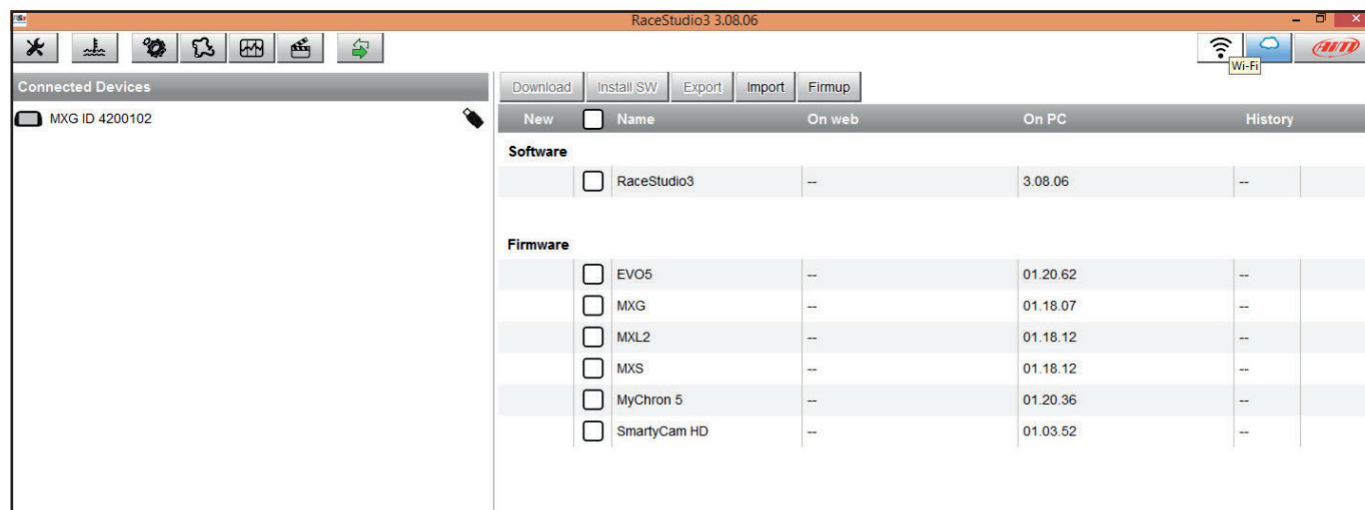 RaceStudio3 3.08.06
AiM
Wi-Fi
Connected Devices
MXG ID 4200102
Download Install SW Export Import Firmup
New Name On web On PC History
Software
RaceStudio3 -- 3.08.06 --
Firmware
EVO5 -- 01.20.62 --
MXG -- 01.18.07 --
MXL2 -- 01.18.12 --
MXS -- 01.18.12 --
MyChron 5 -- 01.20.36 --
SmartyCam HD -- 01.03.52 --